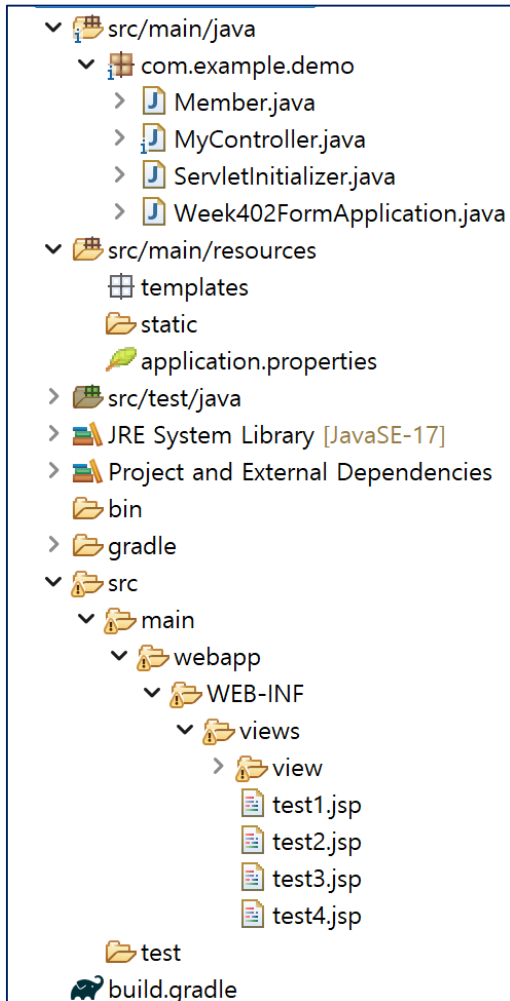 src/main/java
com.example.demo
Member.java
MyController.java
ServletInitializer.java
Week402FormApplication.java
src/main/resources
templates
static
application.properties
src/test/java
JRE System Library [JavaSE-17]
Project and External Dependencies
bin
gradle
src
main
webapp
WEB-INF
views
view
test1.jsp
test2.jsp
test3.jsp
test4.jsp
test
build.gradle